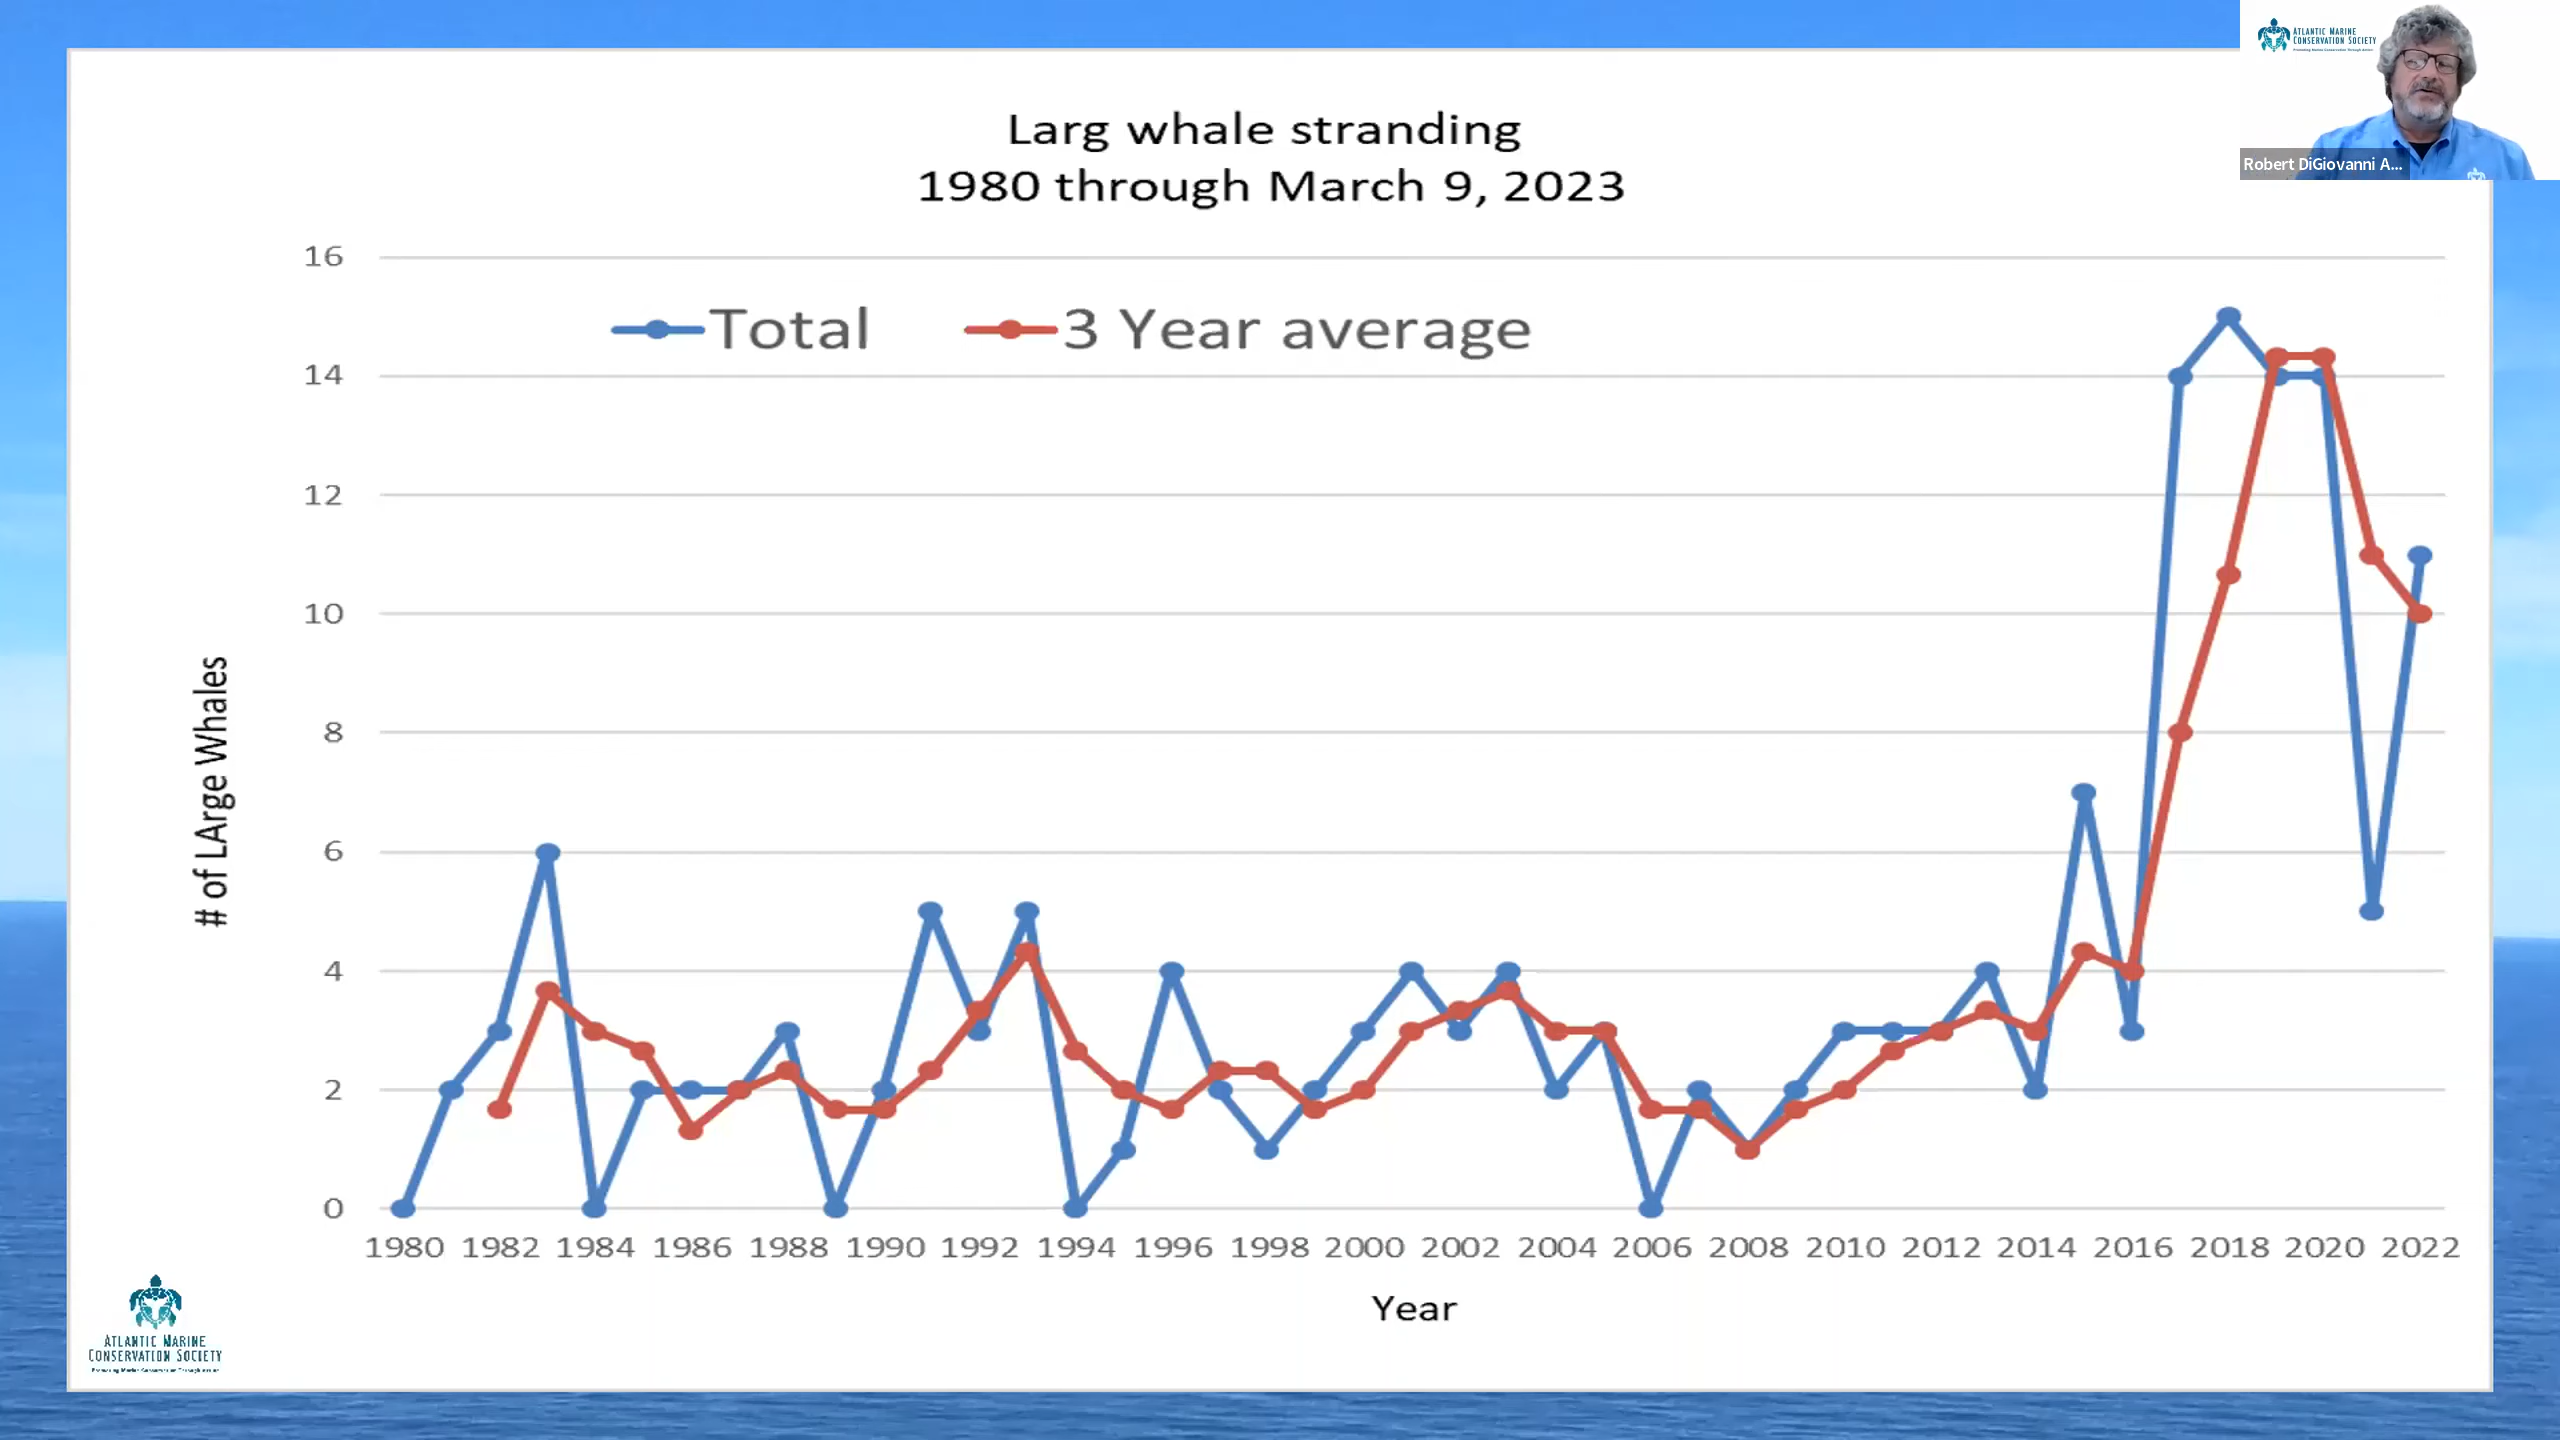 Larg whale stranding
1980 through March 9, 2023
ATLANTIC MARINE
CONSERVATION SOCIETY
Robert DiGiovanni A...
Total
3 Year average
16
14
12
10
8
6
4
2
0
# of LArge Whales
1980 1982 1984 1986 1988 1990 1992 1994 1996 1998 2000 2002 2004 2006 2008 2010 2012 2014 2016 2018 2020 2022
Year
ATLANTIC MARINE
CONSERVATION SOCIETY